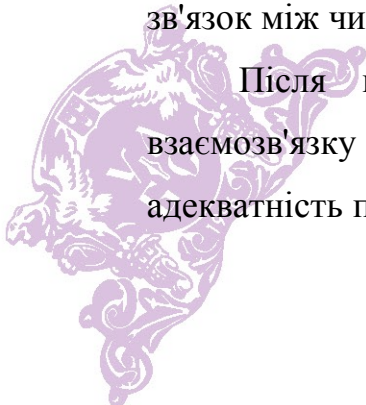 зв'язок між чи
Після
взаємозв'язку
адекватність п